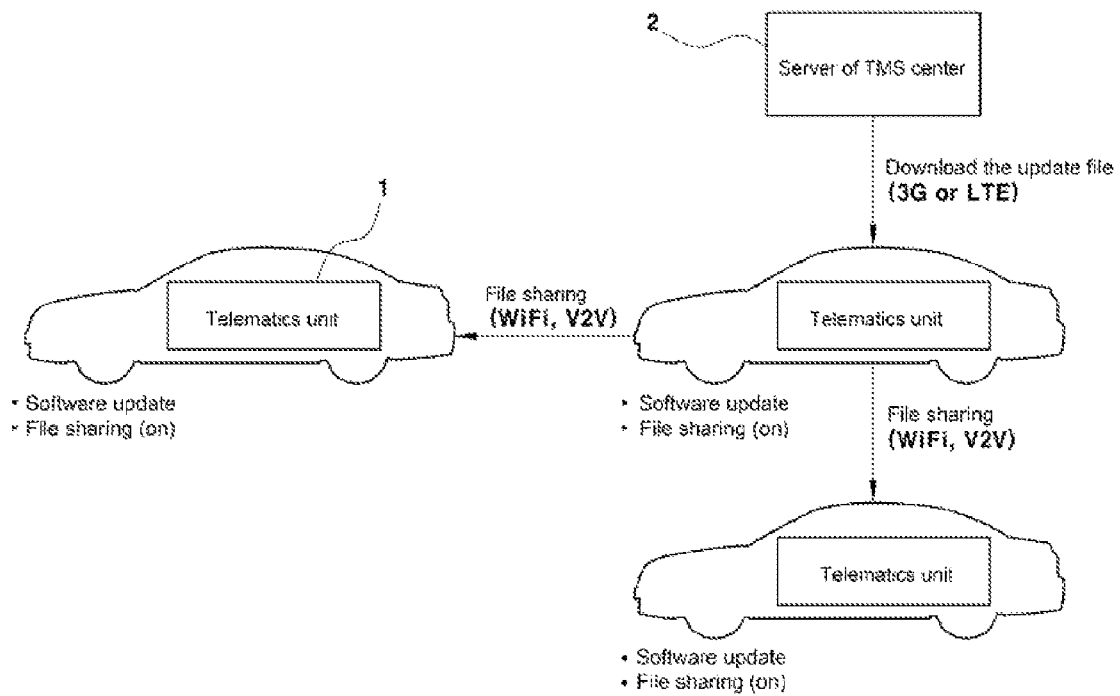 2
Server of TMS center
Download the update file
(3G or LTE)
1
Telematics unit
File sharing
(WiFi, V2V)
Telematics unit
• Software update
• File sharing (on)
• Software update
• File sharing (on)
File sharing
(WiFi, V2V)
Telematics unit
• Software update
• File sharing (on)